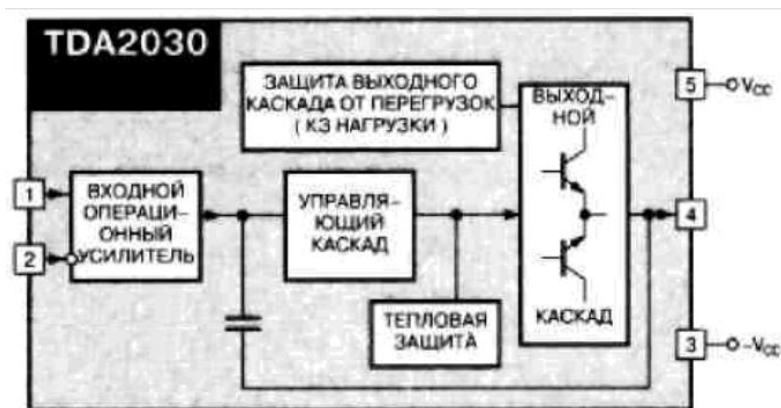 TDA2030
ЗАЩИТА ВЫХОДНОГО
КАСКАДА ОТ ПЕРЕГРУЗОК
( КЗ НАГРУЗКИ )
ВЫХОД-
НОЙ
5
Vcc
1
ВХОДНОЙ
ОПЕРАЦИ-
ОННЫЙ
УСИЛИТЕЛЬ
2
УПРАВЛЯ-
ЮЩИЙ
КАСКАД
4
ТЕПЛОВАЯ
ЗАЩИТА
КАСКАД
3
-Vcc